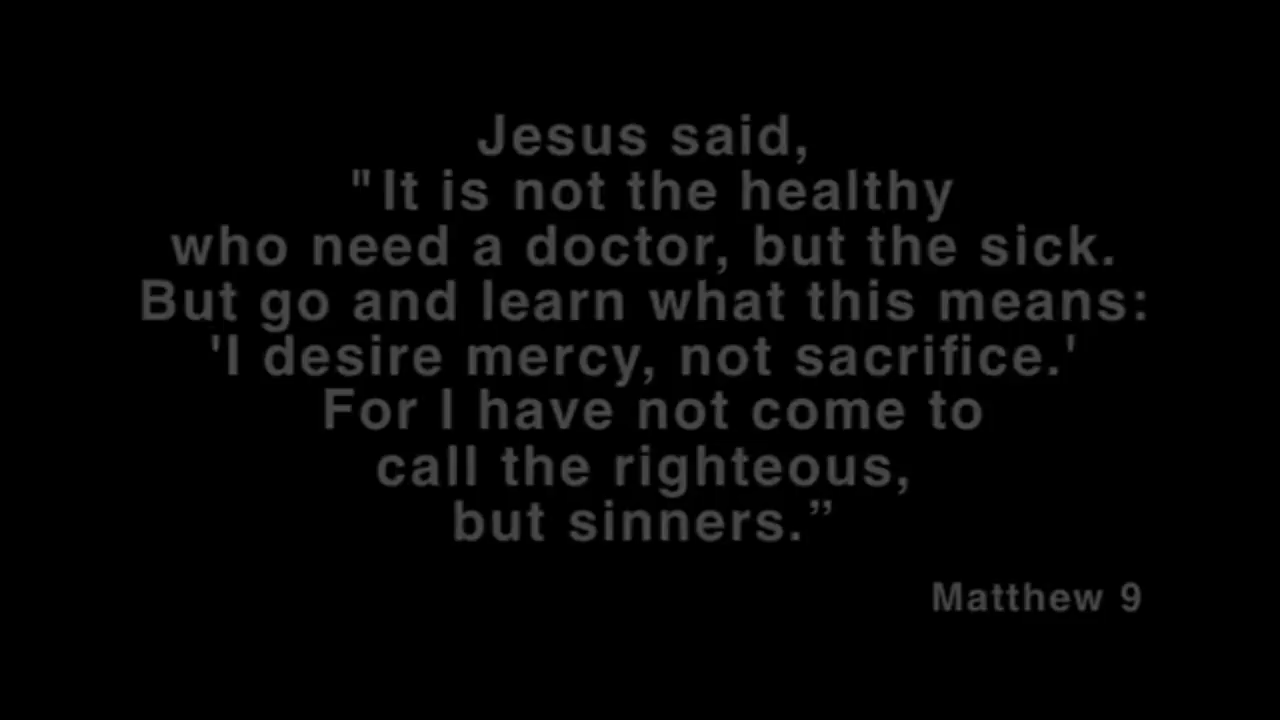 Jesus said,
"It is not the healthy
who need a doctor, but the sick.
But go and learn what this means:
'I desire mercy, not sacrifice.'
For I have not come to
call the righteous,
but sinners.”
Matthew 9